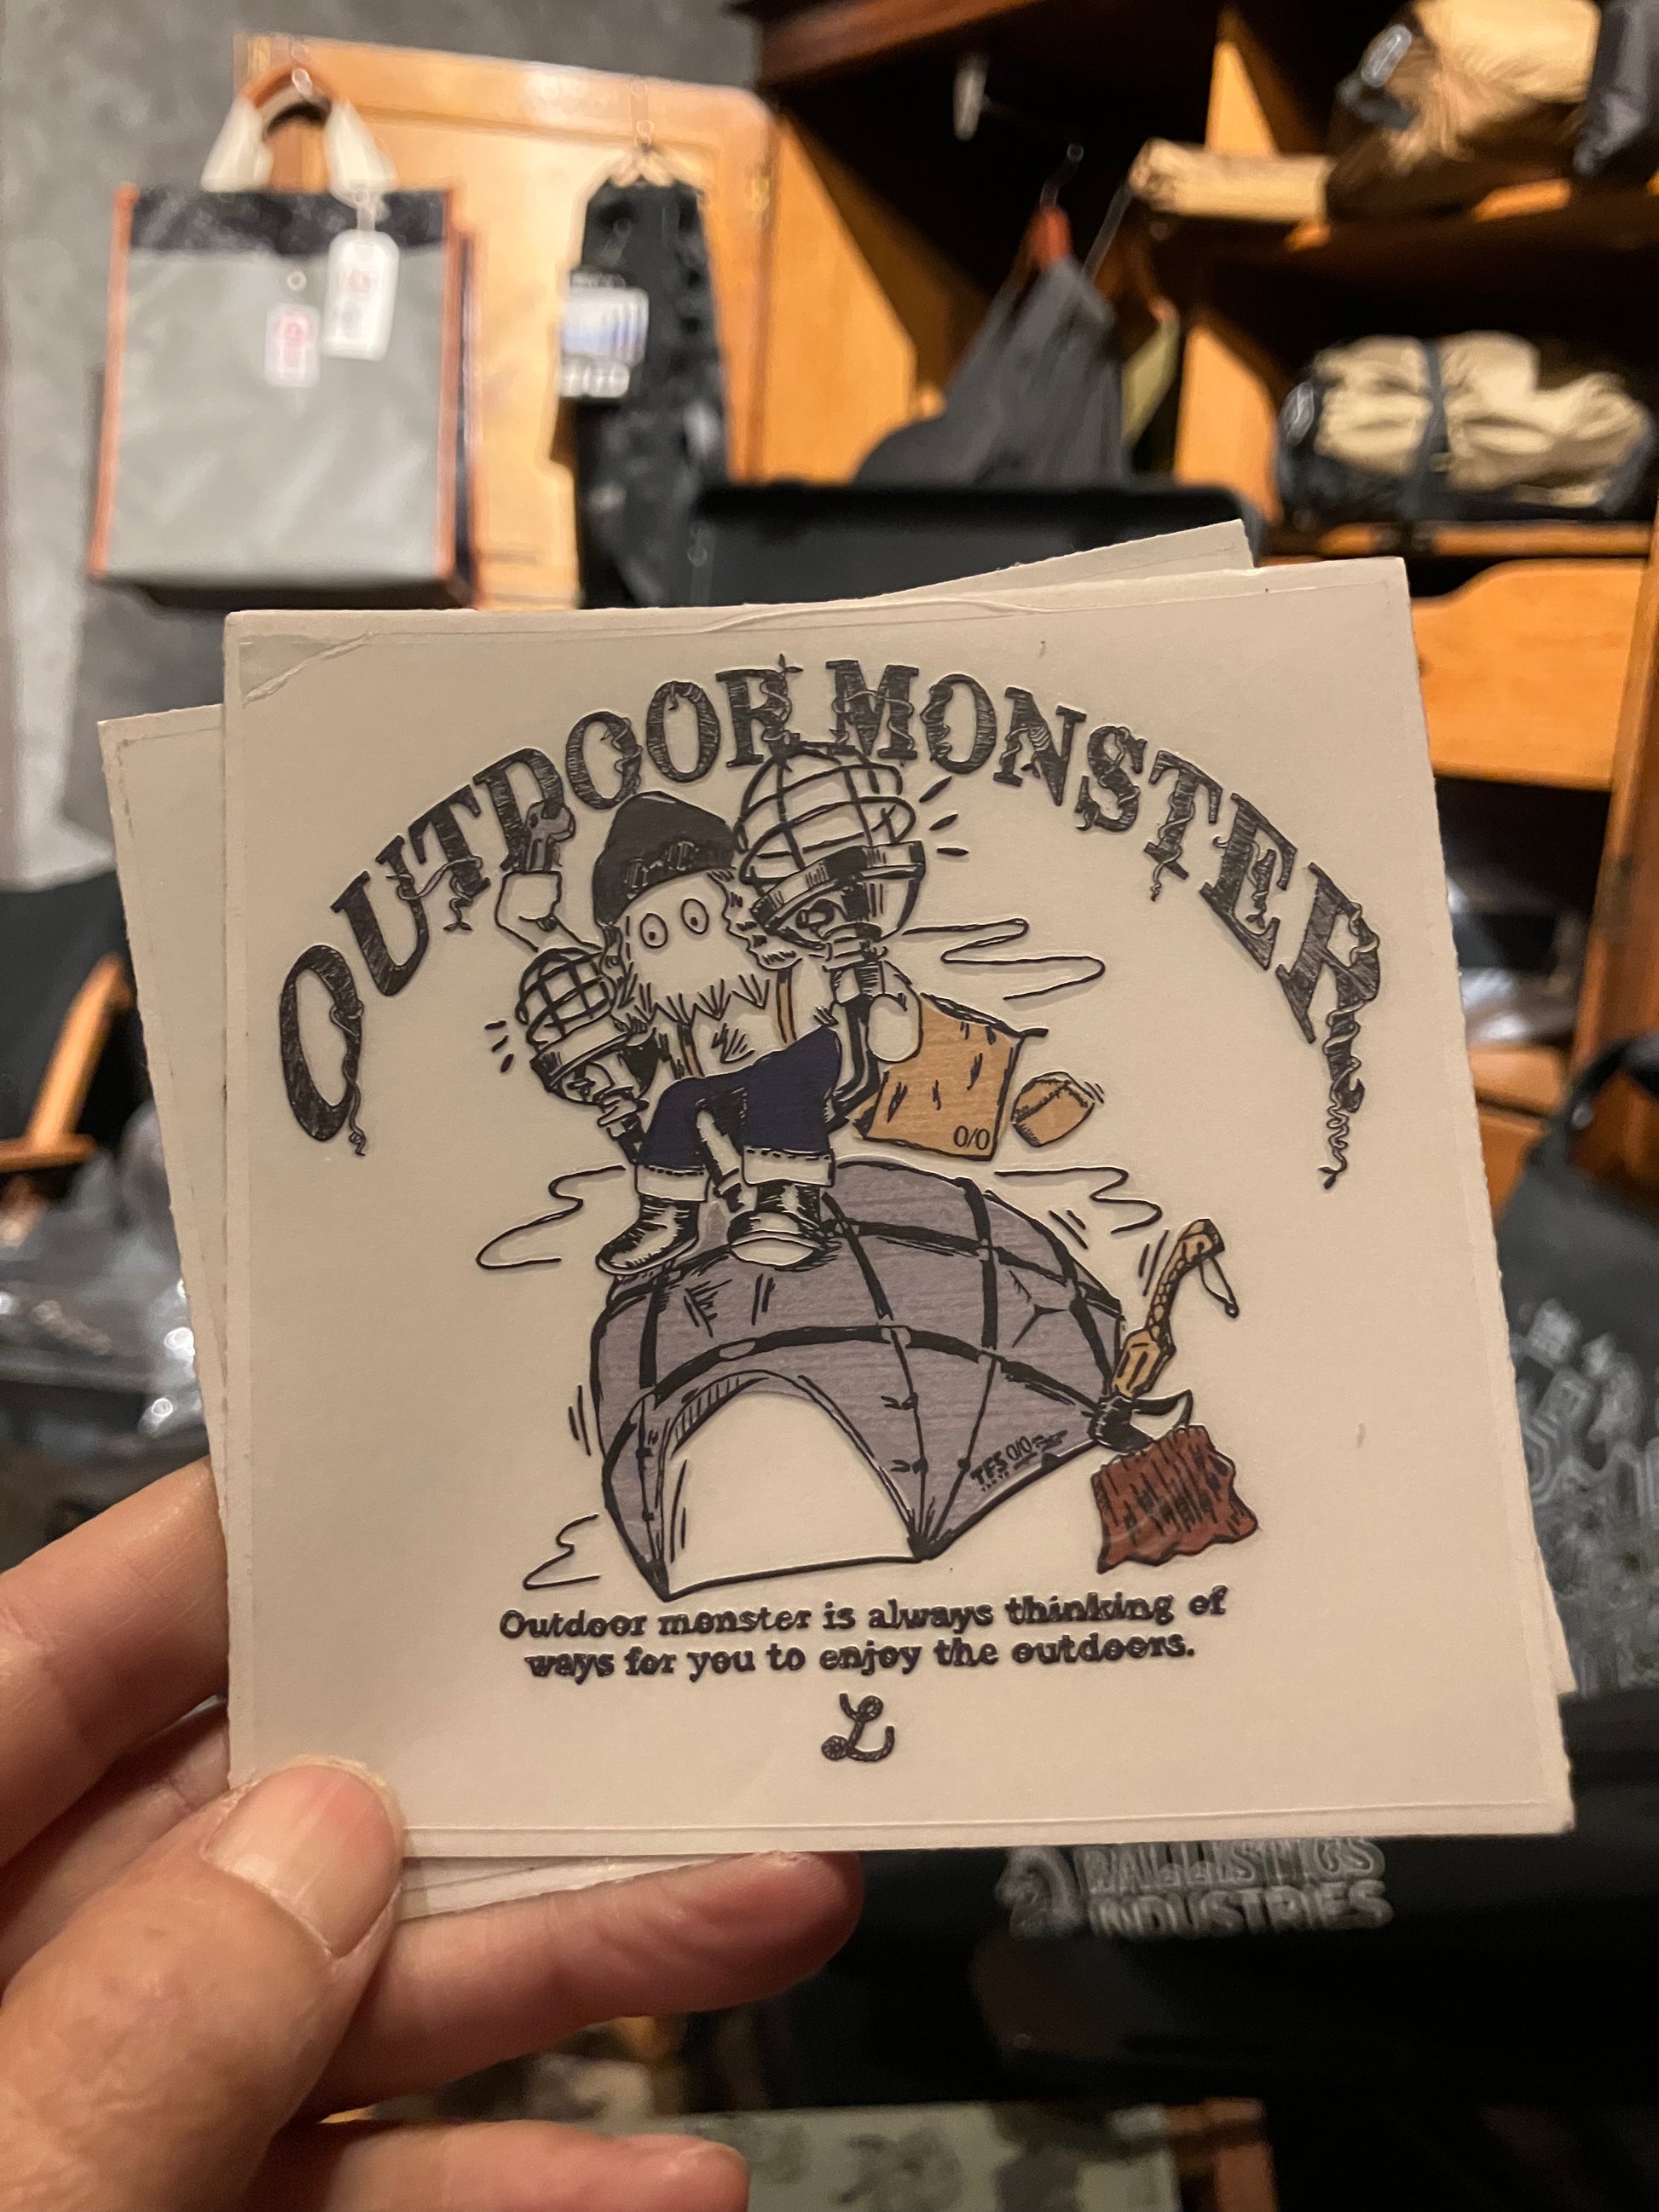 OUTDOOR MONSTER
0/0
TFS 0/0
Outdoor monster is always thinking of
ways for you to enjoy the outdoors.
L
BALLISTICS
INDUSTRIES